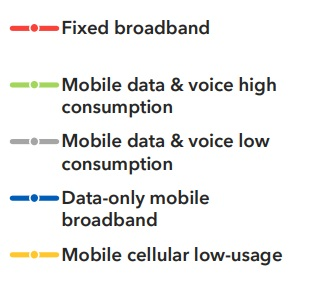 Fixed broadband
Mobile data & voice high
consumption
Mobile data & voice low
consumption
Data-only mobile
broadband
Mobile cellular low-usage